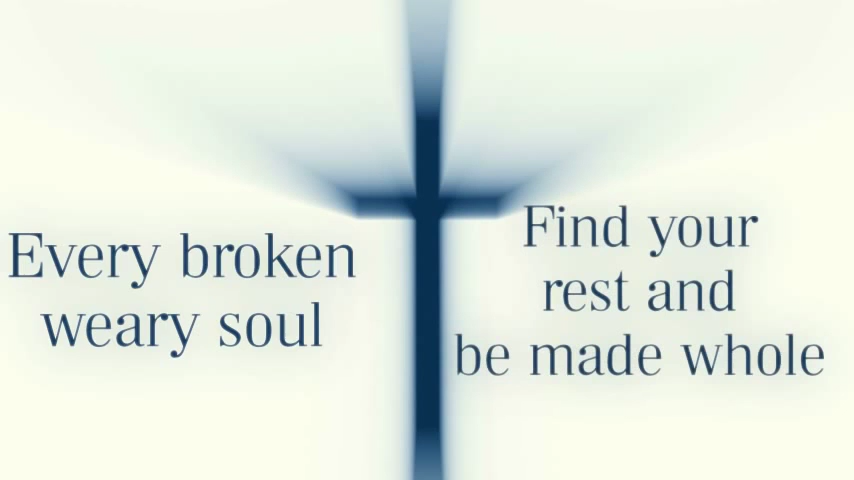 Every broken
weary soul
Find your
rest and
be made whole